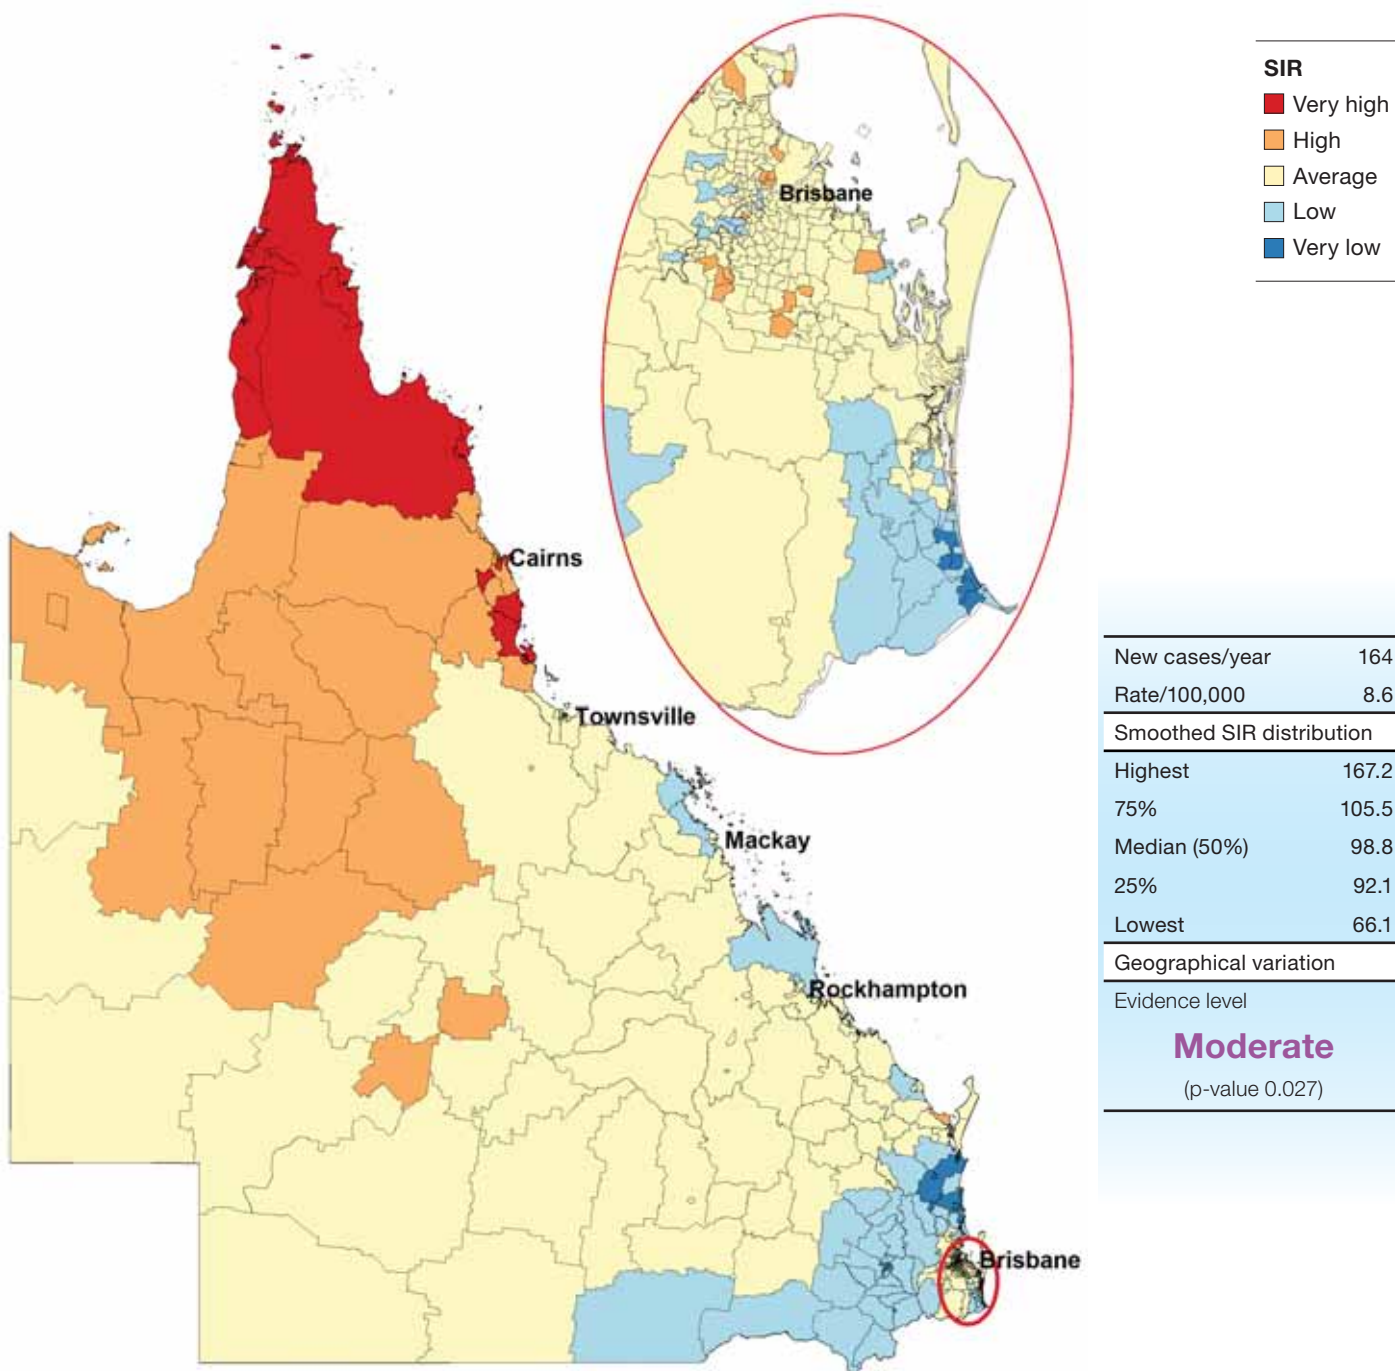 SIR
Very high
High
Average
Low
Very low
Brisbane
Cairns
Townsville
Mackay
Rockhampton
Brisbane
New cases/year 164
Rate/100,000 8.6
Smoothed SIR distribution
Highest 167.2
75% 105.5
Median (50%) 98.8
25% 92.1
Lowest 66.1
Geographical variation
Evidence level
Moderate
(p-value 0.027)